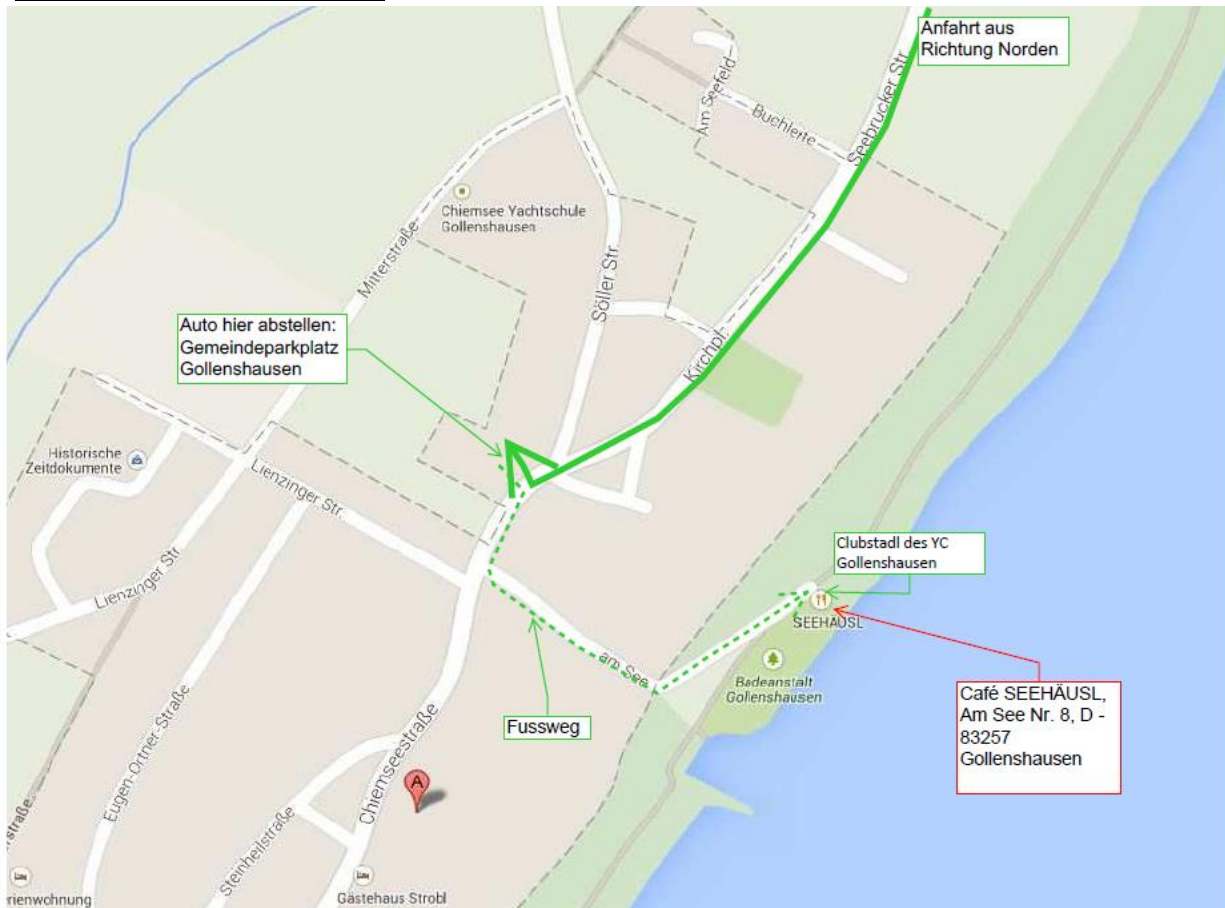 Anfahrt aus
Richtung Norden
Am Seefeld
Buchleite
Seebrucker Str.
Chiemsee Yachtschule
Gollenshausen
Mitterstraße
Söller Str.
Kirchpl.
Auto hier abstellen:
Gemeindeparkplatz
Gollenshausen
Historische
Zeitdokumente
Lienzinger Str.
Lienzinger Str
Clubstadl des YC
Gollenshausen
SEEHÄUSL
am See
Badeanstalt
Gollenshausen
Café SEEHÄUSL,
Am See Nr. 8, D -
83257
Gollenshausen
Fussweg
Eugen-Ortner-Straße
Chiemseestraße
A
Steinheilstraße
erstraße
Gästehaus Strobl
rienwohnung